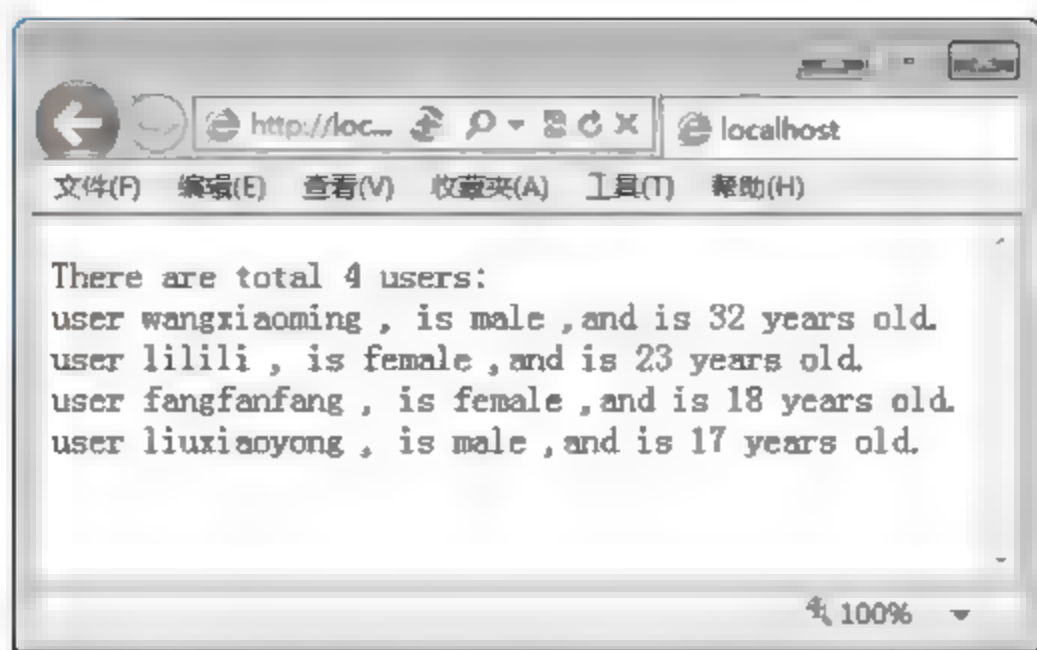 http://loc...
localhost
文件(F) 编辑(E) 查看(V) 收藏夹(A) 工具(T) 帮助(H)
There are total 4 users:
user wangxiaoming , is male ,and is 32 years old.
user lilili , is female ,and is 23 years old.
user fangfanfang , is female ,and is 18 years old.
user liuxiaoyong , is male ,and is 17 years old.
100%